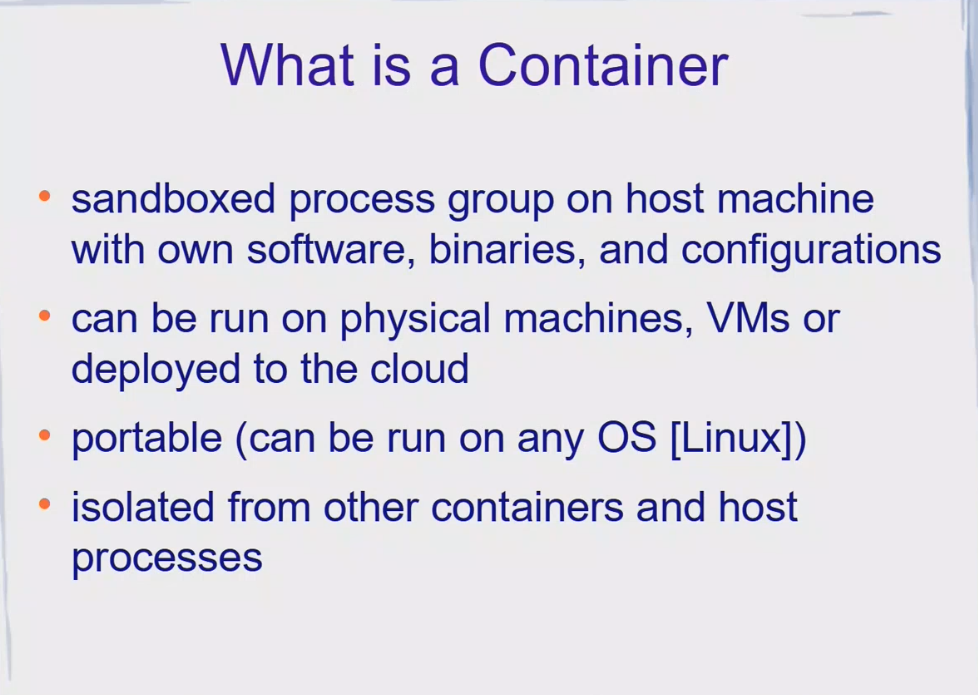 What is a Container
• sandboxed process group on host machine
with own software, binaries, and configurations
• can be run on physical machines, VMs or
deployed to the cloud
• portable (can be run on any OS [Linux])
• isolated from other containers and host
processes